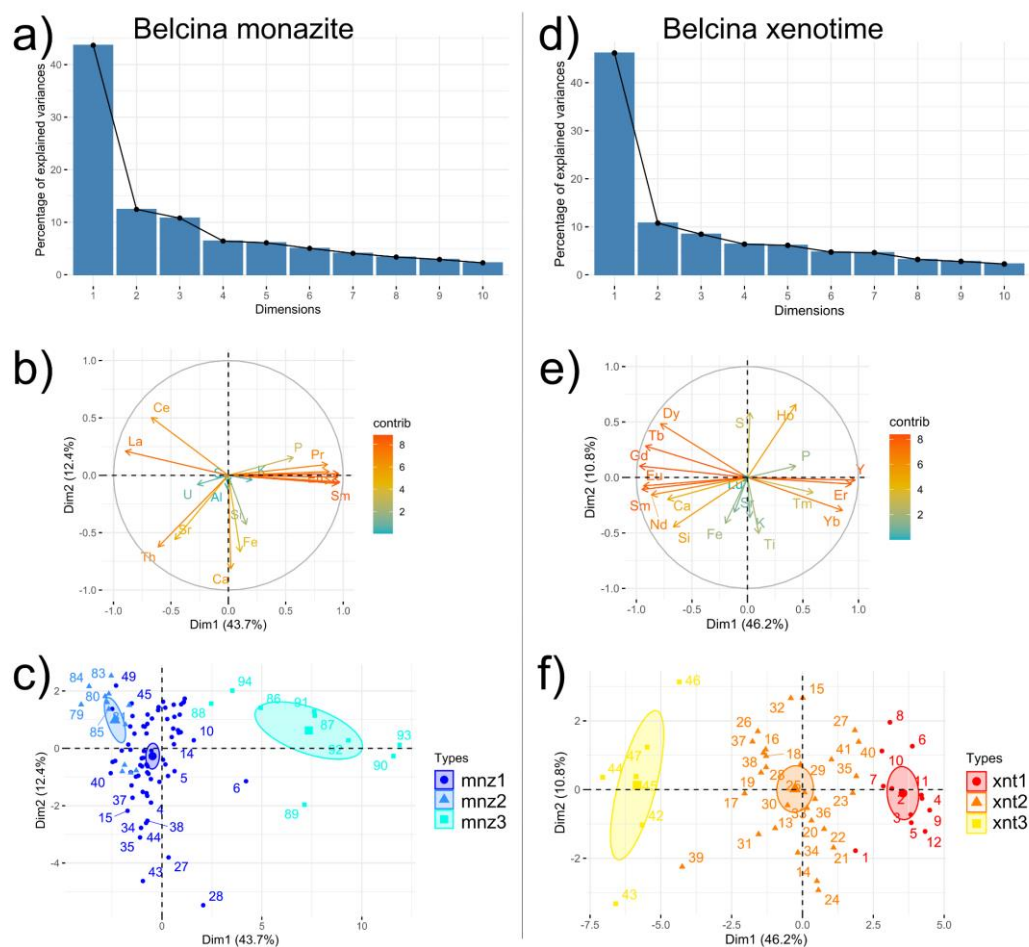 a) Belcina monazite
Percentage of explained variances
40
30
20
10
0
1 2 3 4 5 6 7 8 9 10
Dimensions
d) Belcina xenotime
Percentage of explained variances
40
30
20
10
0
1 2 3 4 5 6 7 8 9 10
Dimensions
b)
Dim2 (12.4%)
1.0
0.5
0.0
-0.5
-1.0
Ce
La
P
Pr
K
Sm
U
Al
Si
Sr
Th
Fe
Ca
-1.0 -0.5 0.0 0.5 1.0
Dim1 (43.7%)
contrib
8
6
4
2
e)
Dim2 (10.8%)
1.0
0.5
0.0
-0.5
-1.0
Dy
S
Ho
Tb
Gd
P
Eu
Y
Lu
Sm
Ca
Tm
Er
Nd
Si
Fe
K
Yb
Ti
-1.0 -0.5 0.0 0.5 1.0
Dim1 (46.2%)
contrib
8
6
4
2
c)
Dim2 (12.4%)
2
0
-2
-4
84 83 49
80 45
79
85
10
14
40 5
37
15 4
34 38
35 44
43 27
28
6
94
88 86 91
87
92 93
90
89
0 5 10
Dim1 (43.7%)
Types
mnz1
mnz2
mnz3
f)
Dim2 (10.8%)
2
0
-2
46
44
45
42
43
32 15
26 16 27
37 41 40
38 18
19 28 29 35
47
25
17 30 33 23
36
13 20
31 22
34 21
39 14
24
8
6
10
7 11
2 4
3 9
12
1
-7.5 -5.0 -2.5 0.0 2.5 5.0
Dim1 (46.2%)
Types
xnt1
xnt2
xnt3